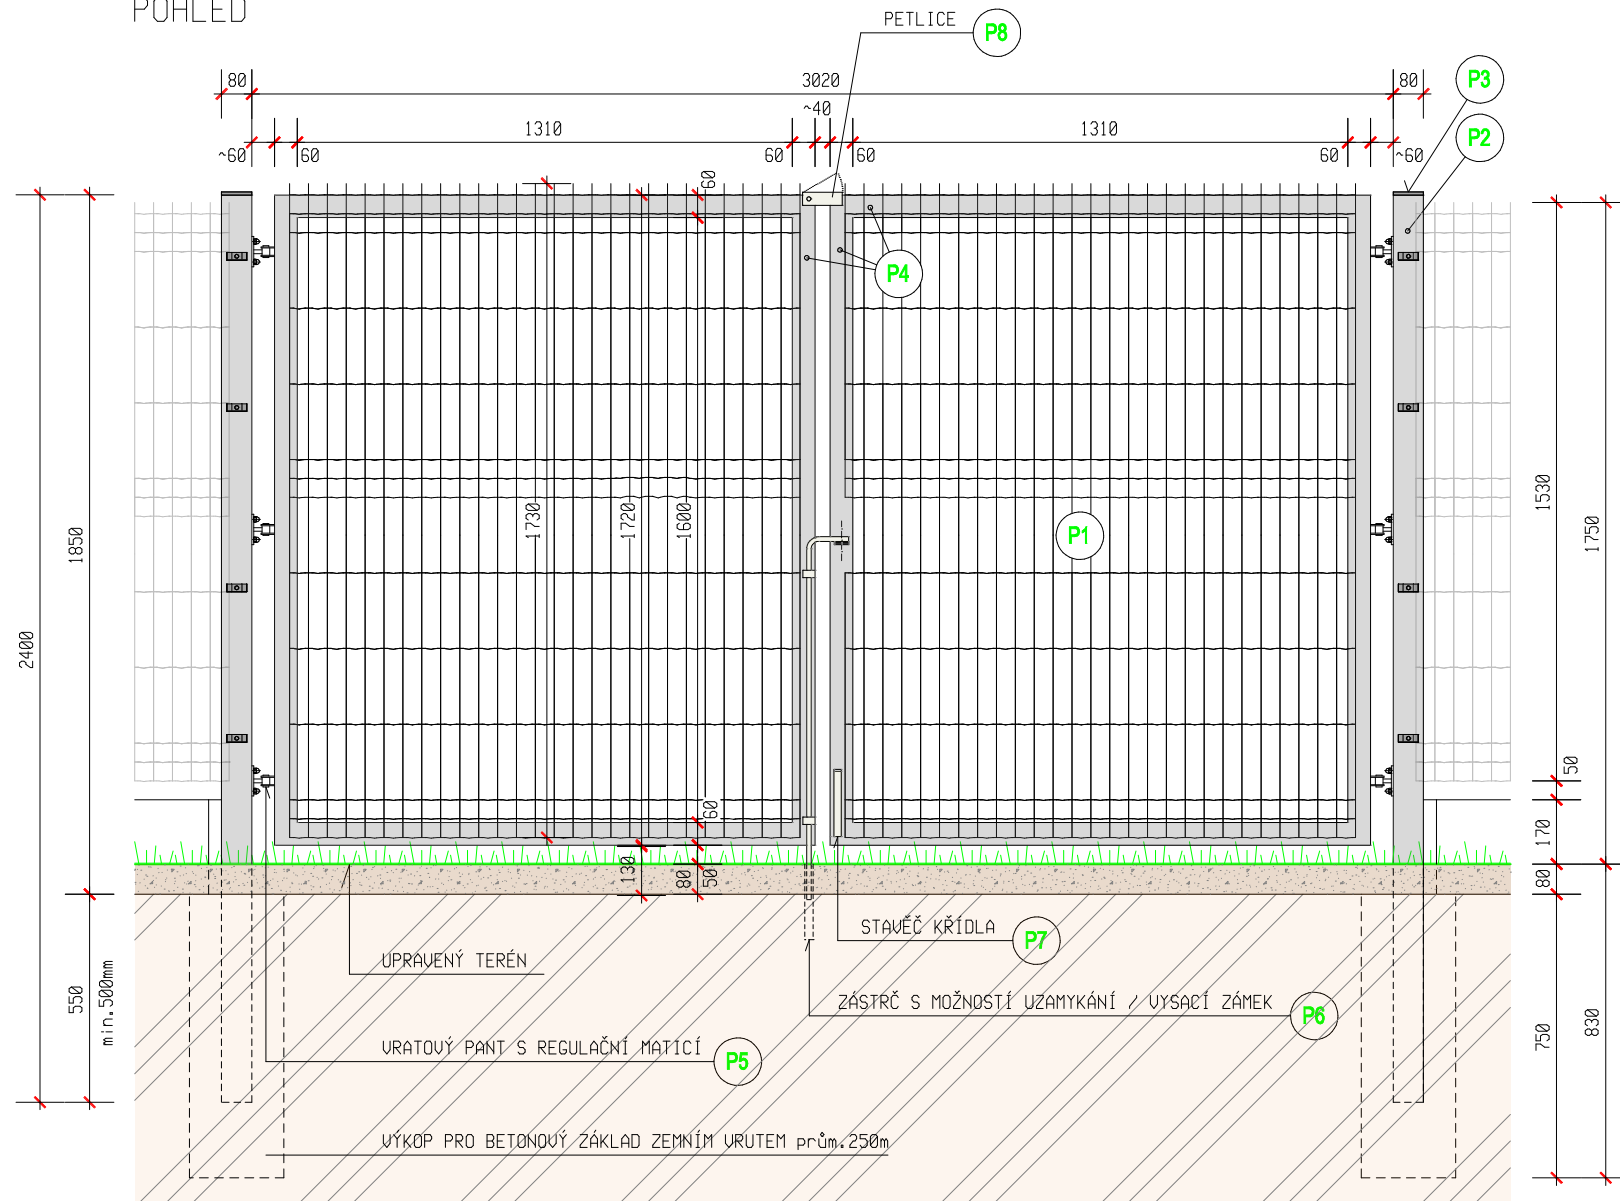 POHLED
PETLICE
P8
80
3020
80
P3
~40
1310
1310
P2
~60
60
60
60
60
~60
60
P4
1730
1720
1600
P1
1530
1750
1850
2400
60
50
170
130
80
50
80
STAVĚČ KŘÍDLA
P7
UPRAVENÝ TERÉN
550
min.500mm
ZÁSTRČ S MOŽNOSTÍ UZAMYKÁNÍ / VYSACÍ ZÁMEK
P6
750
830
VRATOVÝ PANT S REGULAČNÍ MATICÍ
P5
VÝKOP PRO BETONOVÝ ZÁKLAD ZEMNÍM VRUTEM prům.250m